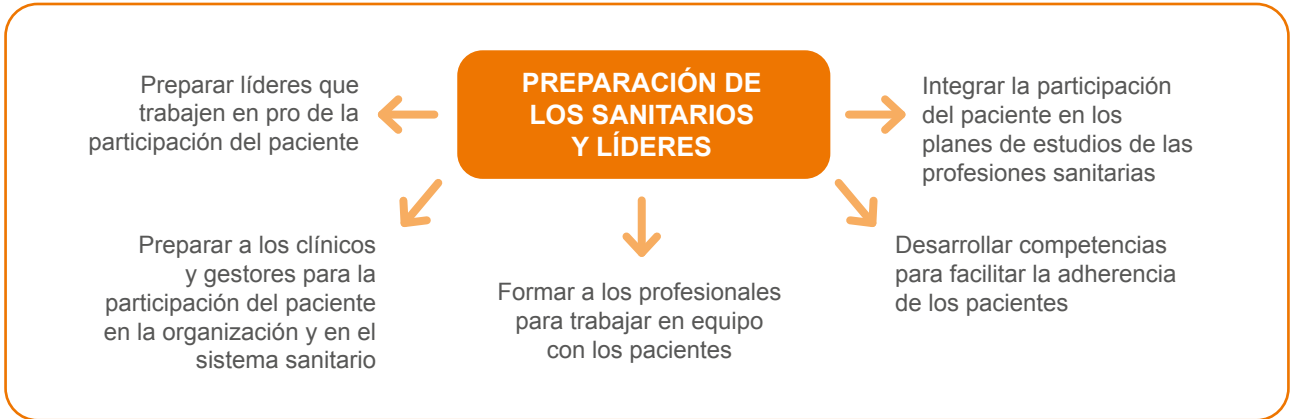 PREPARACIÓN DE
LOS SANITARIOS
Y LÍDERES
Preparar líderes que
trabajen en pro de la
participación del paciente
Integrar la participación
del paciente en los
planes de estudios de las
profesiones sanitarias
Preparar a los clínicos
y gestores para la
participación del paciente
en la organización y en el
sistema sanitario
Formar a los profesionales
para trabajar en equipo
con los pacientes
Desarrollar competencias
para facilitar la adherencia
de los pacientes